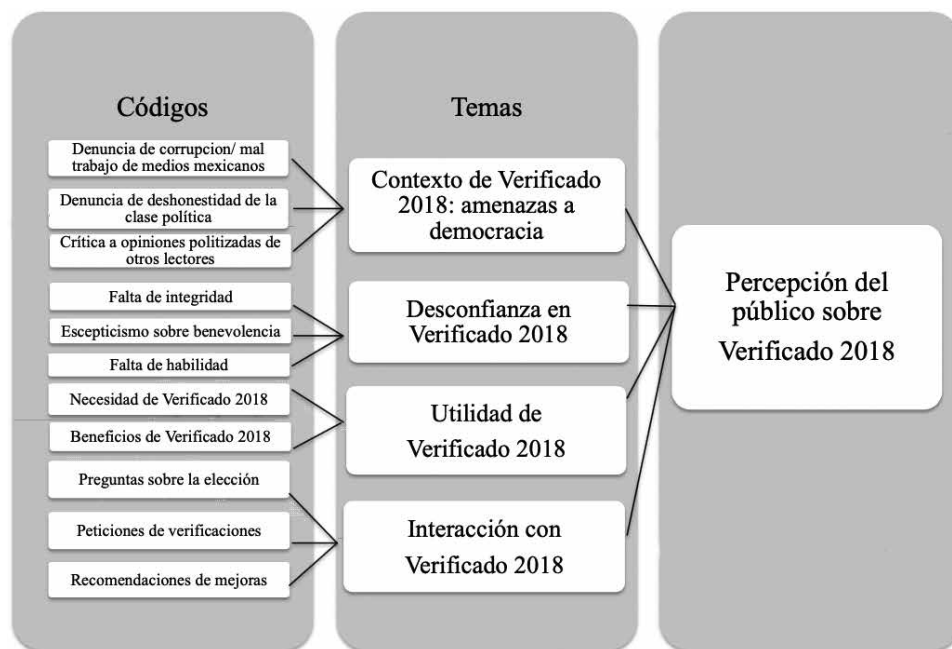 Códigos
Denuncia de corrupcion/ mal
trabajo de medios mexicanos
Denuncia de deshonestidad de la
clase política
Crítica a opiniones politizadas de
otros lectores
Falta de integridad
Escepticismo sobre benevolencia
Falta de habilidad
Necesidad de Verificado 2018
Beneficios de Verificado 2018
Preguntas sobre la elección
Peticiones de verificaciones
Recomendaciones de mejoras
Temas
Contexto de Verificado
2018: amenazas a
democracia
Desconfianza en
Verificado 2018
Utilidad de
Verificado 2018
Interacción con
Verificado 2018
Percepción del
público sobre
Verificado 2018